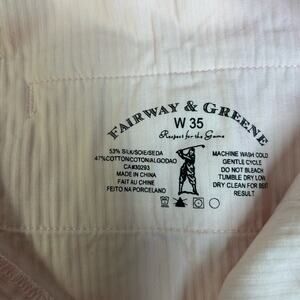 FAIRWAY & GREENE
W 35
Respect for the Game
53% SILK/SOIE/SEDA
47%COTTON/COTON/ALGODAO
CA#30293
MADE IN CHINA
FAIT AU CHINE
FEITO NA PORCELANO
MACHINE WASH COLD
GENTLE CYCLE
DO NOT BLEACH
TUMBLE DRY LOW
DRY CLEAN FOR BEST
RESULT